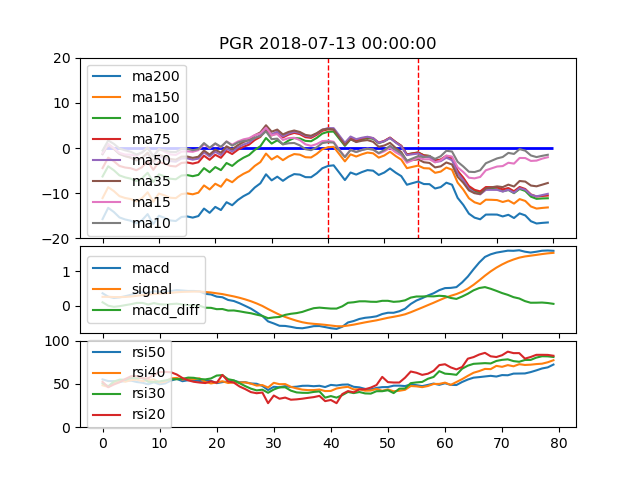 PGR 2018-07-13 00:00:00
20
10
0
−10
−20
ma200
ma150
ma100
ma75
ma50
ma35
ma15
ma10
1
0
macd
signal
macd_diff
100
50
0
rsi50
rsi40
rsi30
rsi20
0 10 20 30 40 50 60 70 80